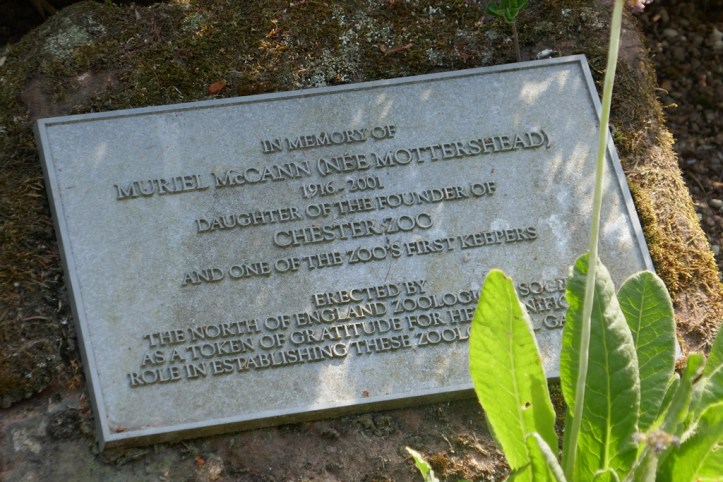 IN MEMORY OF
MURIEL McCANN (NÉE MOTTERSHEAD)
1916 - 2001
DAUGHTER OF THE FOUNDER OF
CHESTER ZOO
AND ONE OF THE ZOO'S FIRST KEEPERS
ERECTED BY
THE NORTH OF ENGLAND ZOOLOGICAL
AS A TOKEN OF GRATITUDE FOR
ROLE IN ESTABLISHING THESE